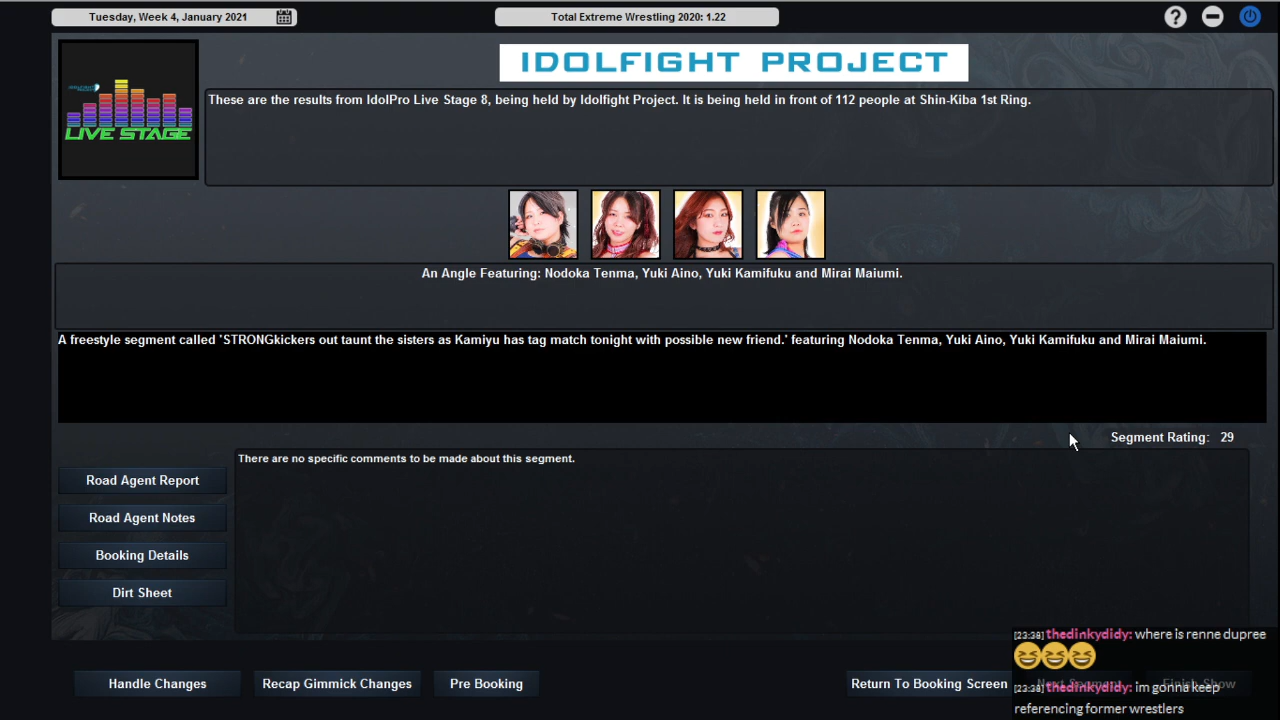 Tuesday, Week 4, January 2021
Total Extreme Wrestling 2020: 1.22
IDOLFIGHT PROJECT
LIVE STAGE
These are the results from IdolPro Live Stage 8, being held by Idolfight Project. It is being held in front of 112 people at Shin-Kiba 1st Ring.
An Angle Featuring: Nodoka Tenma, Yuki Aino, Yuki Kamifuku and Mirai Maiumi.
A freestyle segment called 'STRONGkickers out taunt the sisters as Kamiyu has tag match tonight with possible new friend.' featuring Nodoka Tenma, Yuki Aino, Yuki Kamifuku and Mirai Maiumi.
Segment Rating: 29
There are no specific comments to be made about this segment.
Road Agent Report
Road Agent Notes
Booking Details
Dirt Sheet
Handle Changes
Recap Gimmick Changes
Pre Booking
Return To Booking Screen
Finish Show
[23:38] thedinkydidy: where is renne dupree
[23:38] thedinkydidy: im gonna keep
referencing former wrestlers